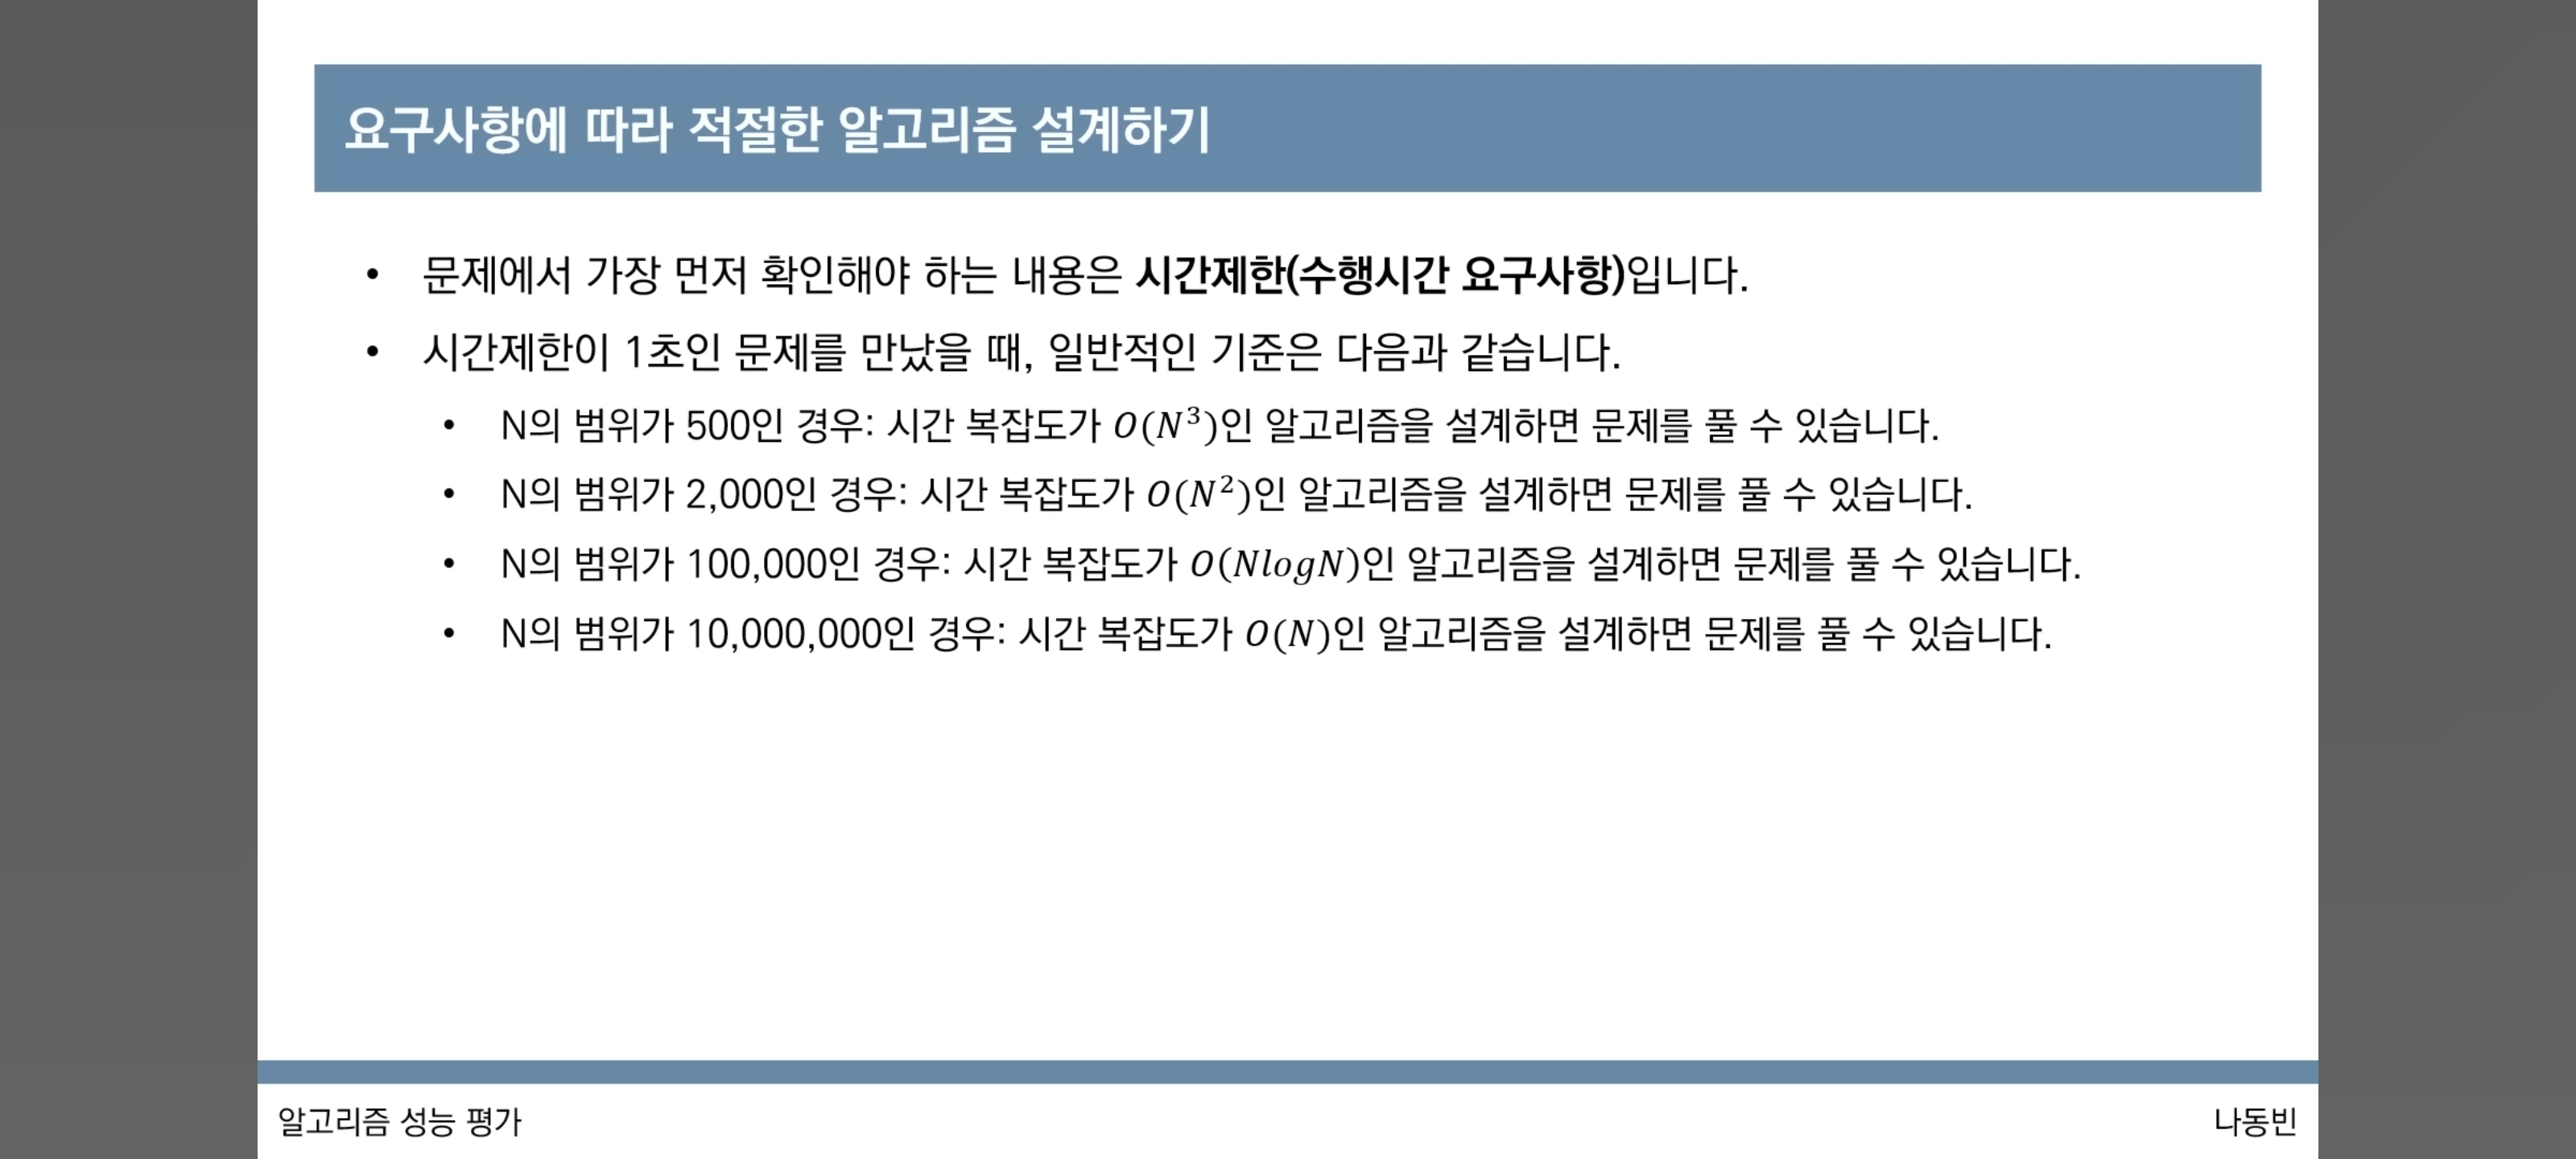 요구사항에 따라 적절한 알고리즘 설계하기
• 문제에서 가장 먼저 확인해야 하는 내용은 시간제한(수행시간 요구사항)입니다.
• 시간제한이 1초인 문제를 만났을 때, 일반적인 기준은 다음과 같습니다.
• N의 범위가 500인 경우: 시간 복잡도가 O(N³)인 알고리즘을 설계하면 문제를 풀 수 있습니다.
• N의 범위가 2,000인 경우: 시간 복잡도가 O(N²)인 알고리즘을 설계하면 문제를 풀 수 있습니다.
• N의 범위가 100,000인 경우: 시간 복잡도가 O(NlogN)인 알고리즘을 설계하면 문제를 풀 수 있습니다.
• N의 범위가 10,000,000인 경우: 시간 복잡도가 O(N)인 알고리즘을 설계하면 문제를 풀 수 있습니다.
알고리즘 성능 평가
나동빈